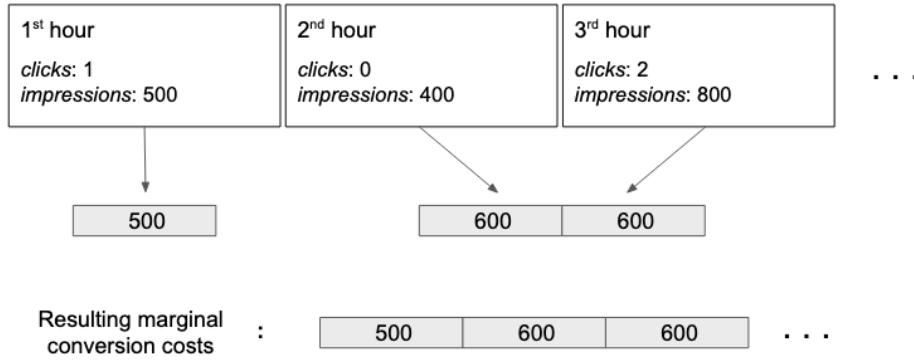 1st hour
clicks: 1
impressions: 500
2nd hour
clicks: 0
impressions: 400
3rd hour
clicks: 2
impressions: 800
. . .
500
600 600
Resulting marginal
conversion costs
:
500 600 600
. . .